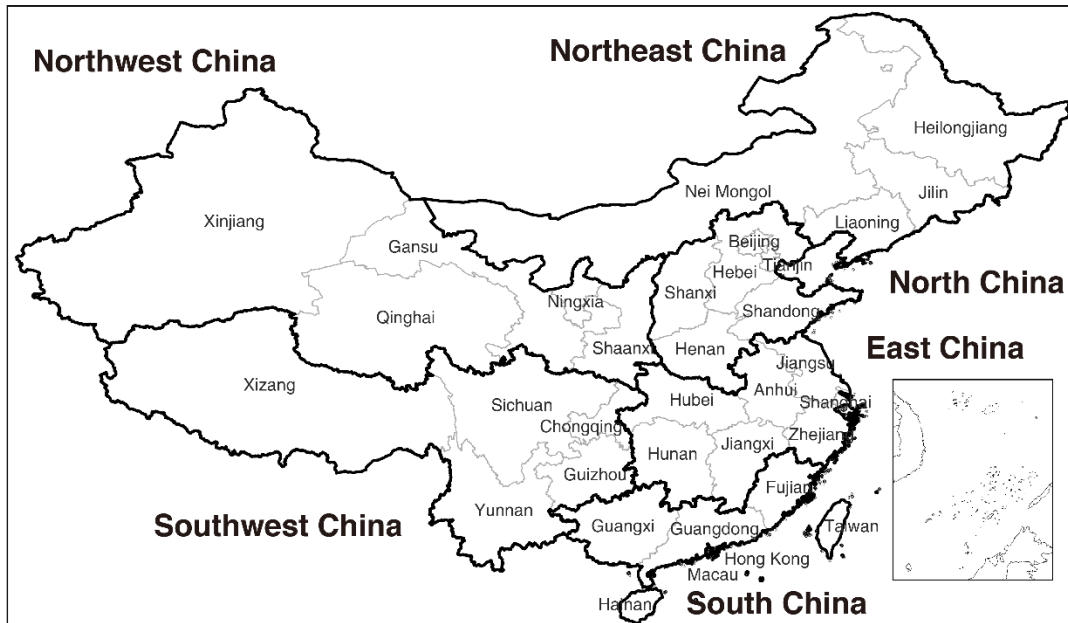 Northwest China
Northeast China
Heilongjiang
Nei Mongol
Jilin
Xinjiang
Liaoning
Gansu
Beijing
Tianjin
Hebei
North China
Shanxi
Ningxia
Shandong
Qinghai
Shaanxi
Henan
East China
Jiangsu
Xizang
Anhui
Hubei
Shanghai
Sichuan
Chongqing
Zhejiang
Jiangxi
Hunan
Guizhou
Fujian
Yunnan
Southwest China
Guangxi
Guangdong
Taiwan
Hong Kong
Macau
Hainan
South China